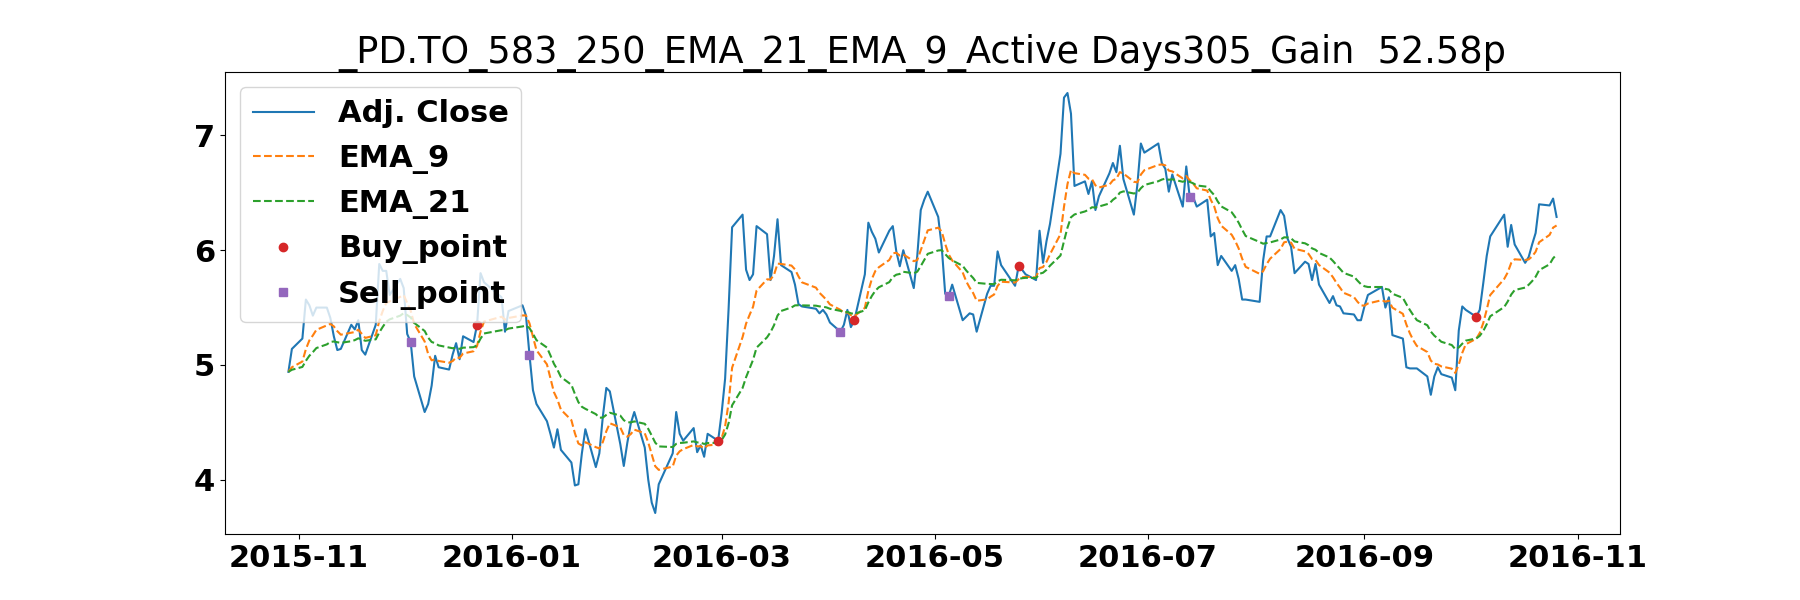 _PD.TO_583_250_EMA_21_EMA_9_Active Days305_Gain  52.58p
Adj. Close
EMA_9
EMA_21
Buy_point
Sell_point
7
6
5
4
2015-11 2016-01 2016-03 2016-05 2016-07 2016-09 2016-11